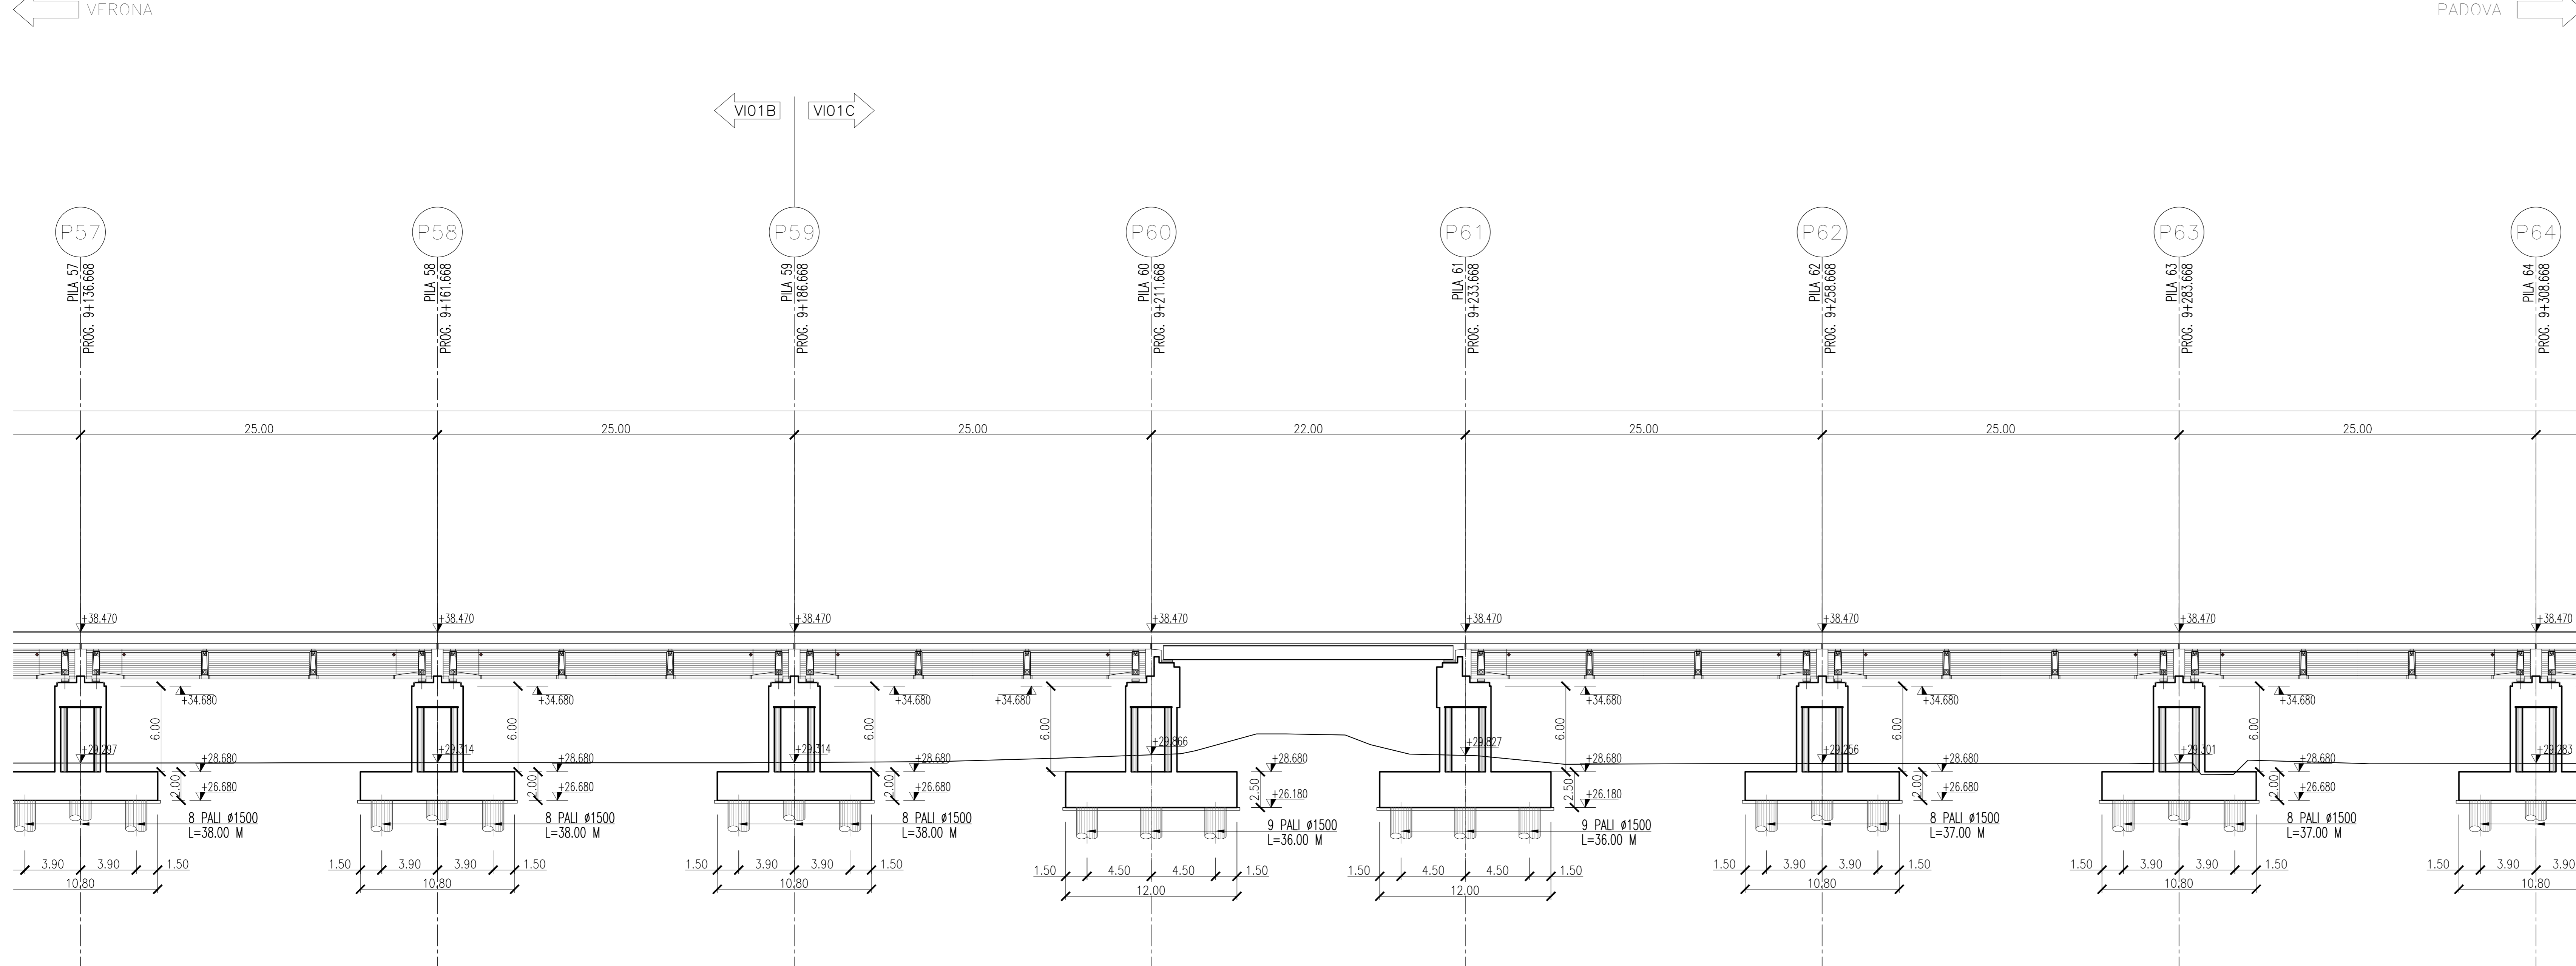 VERONA
PADOVA
VI01B
VI01C
P57
P58
P59
P60
P61
P62
P63
P64
PILA 57
PROG. 9+136.668
PILA 58
PROG. 9+161.668
PILA 59
PROG. 9+186.668
PILA 60
PROG. 9+211.668
PILA 61
PROG. 9+233.668
PILA 62
PROG. 9+258.668
PILA 63
PROG. 9+283.668
PILA 64
PROG. 9+308.668
25.00
25.00
25.00
22.00
25.00
25.00
25.00
+38.470
+38.470
+38.470
+38.470
+38.470
+38.470
+38.470
+38.470
+34.680
+34.680
+34.680
+34.680
+34.680
+34.680
+34.680
6.00
6.00
6.00
6.00
6.00
6.00
6.00
+29.297
+29.314
+29.314
+29.866
+29.827
+29.256
+29.301
+29.283
+28.680
+28.680
+28.680
+28.680
+28.680
+28.680
+28.680
2.00
2.00
2.00
2.50
2.50
2.00
2.00
+26.680
+26.680
+26.680
+26.180
+26.180
+26.680
+26.680
8 PALI ø1500
L=38.00 M
8 PALI ø1500
L=38.00 M
8 PALI ø1500
L=38.00 M
9 PALI ø1500
L=36.00 M
9 PALI ø1500
L=36.00 M
8 PALI ø1500
L=37.00 M
8 PALI ø1500
L=37.00 M
3.90 3.90 1.50
1.50 3.90 3.90 1.50
1.50 3.90 3.90 1.50
1.50 4.50 4.50 1.50
1.50 4.50 4.50 1.50
1.50 3.90 3.90 1.50
1.50 3.90 3.90 1.50
1.50 3.90 3.90
10.80
10.80
10.80
12.00
12.00
10.80
10.80
10.80